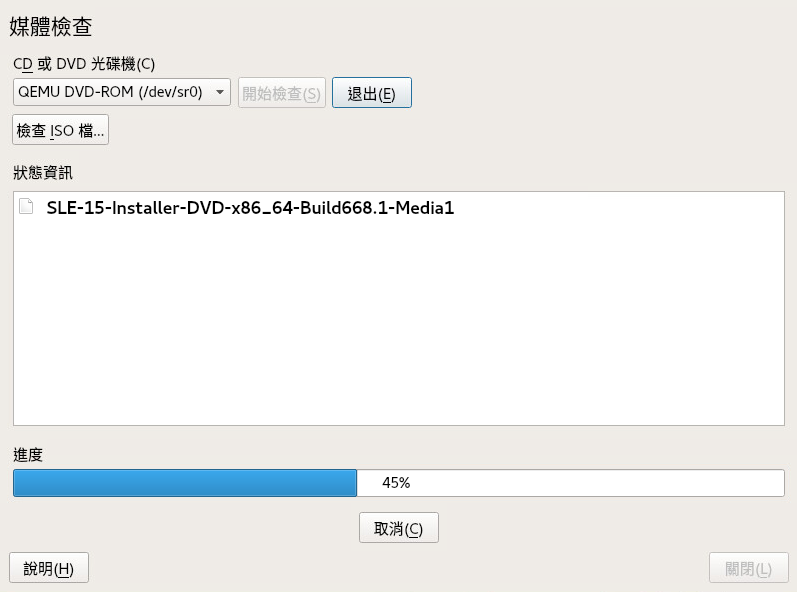 媒體檢查
CD 或 DVD 光碟機(C)
QEMU DVD-ROM (/dev/sr0) 開始檢查(S) 退出(E)
檢查 ISO 檔...
狀態資訊
SLE-15-Installer-DVD-x86_64-Build668.1-Media1
進度
45%
取消(C)
說明(H) 關閉(L)